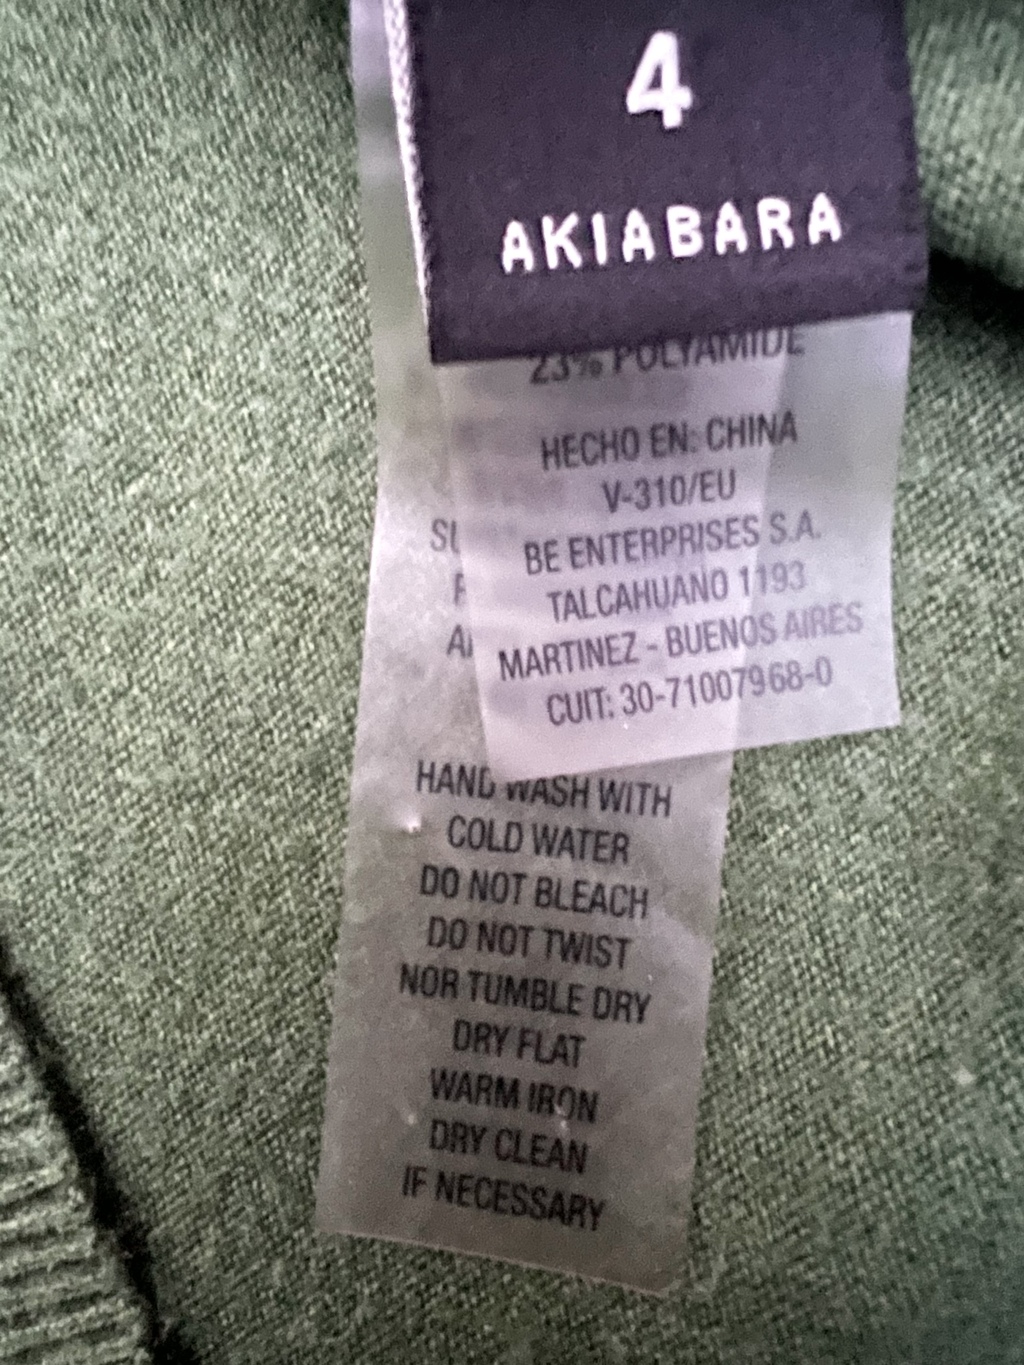 4
AKIABARA
23% POLYAMIDE
HECHO EN: CHINA
V-310/EU
BE ENTERPRISES S.A.
TALCAHUANO 1193
MARTINEZ - BUENOS AIRES
CUIT: 30-71007968-0
HAND WASH WITH
COLD WATER
DO NOT BLEACH
DO NOT TWIST
NOR TUMBLE DRY
DRY FLAT
WARM IRON
DRY CLEAN
IF NECESSARY